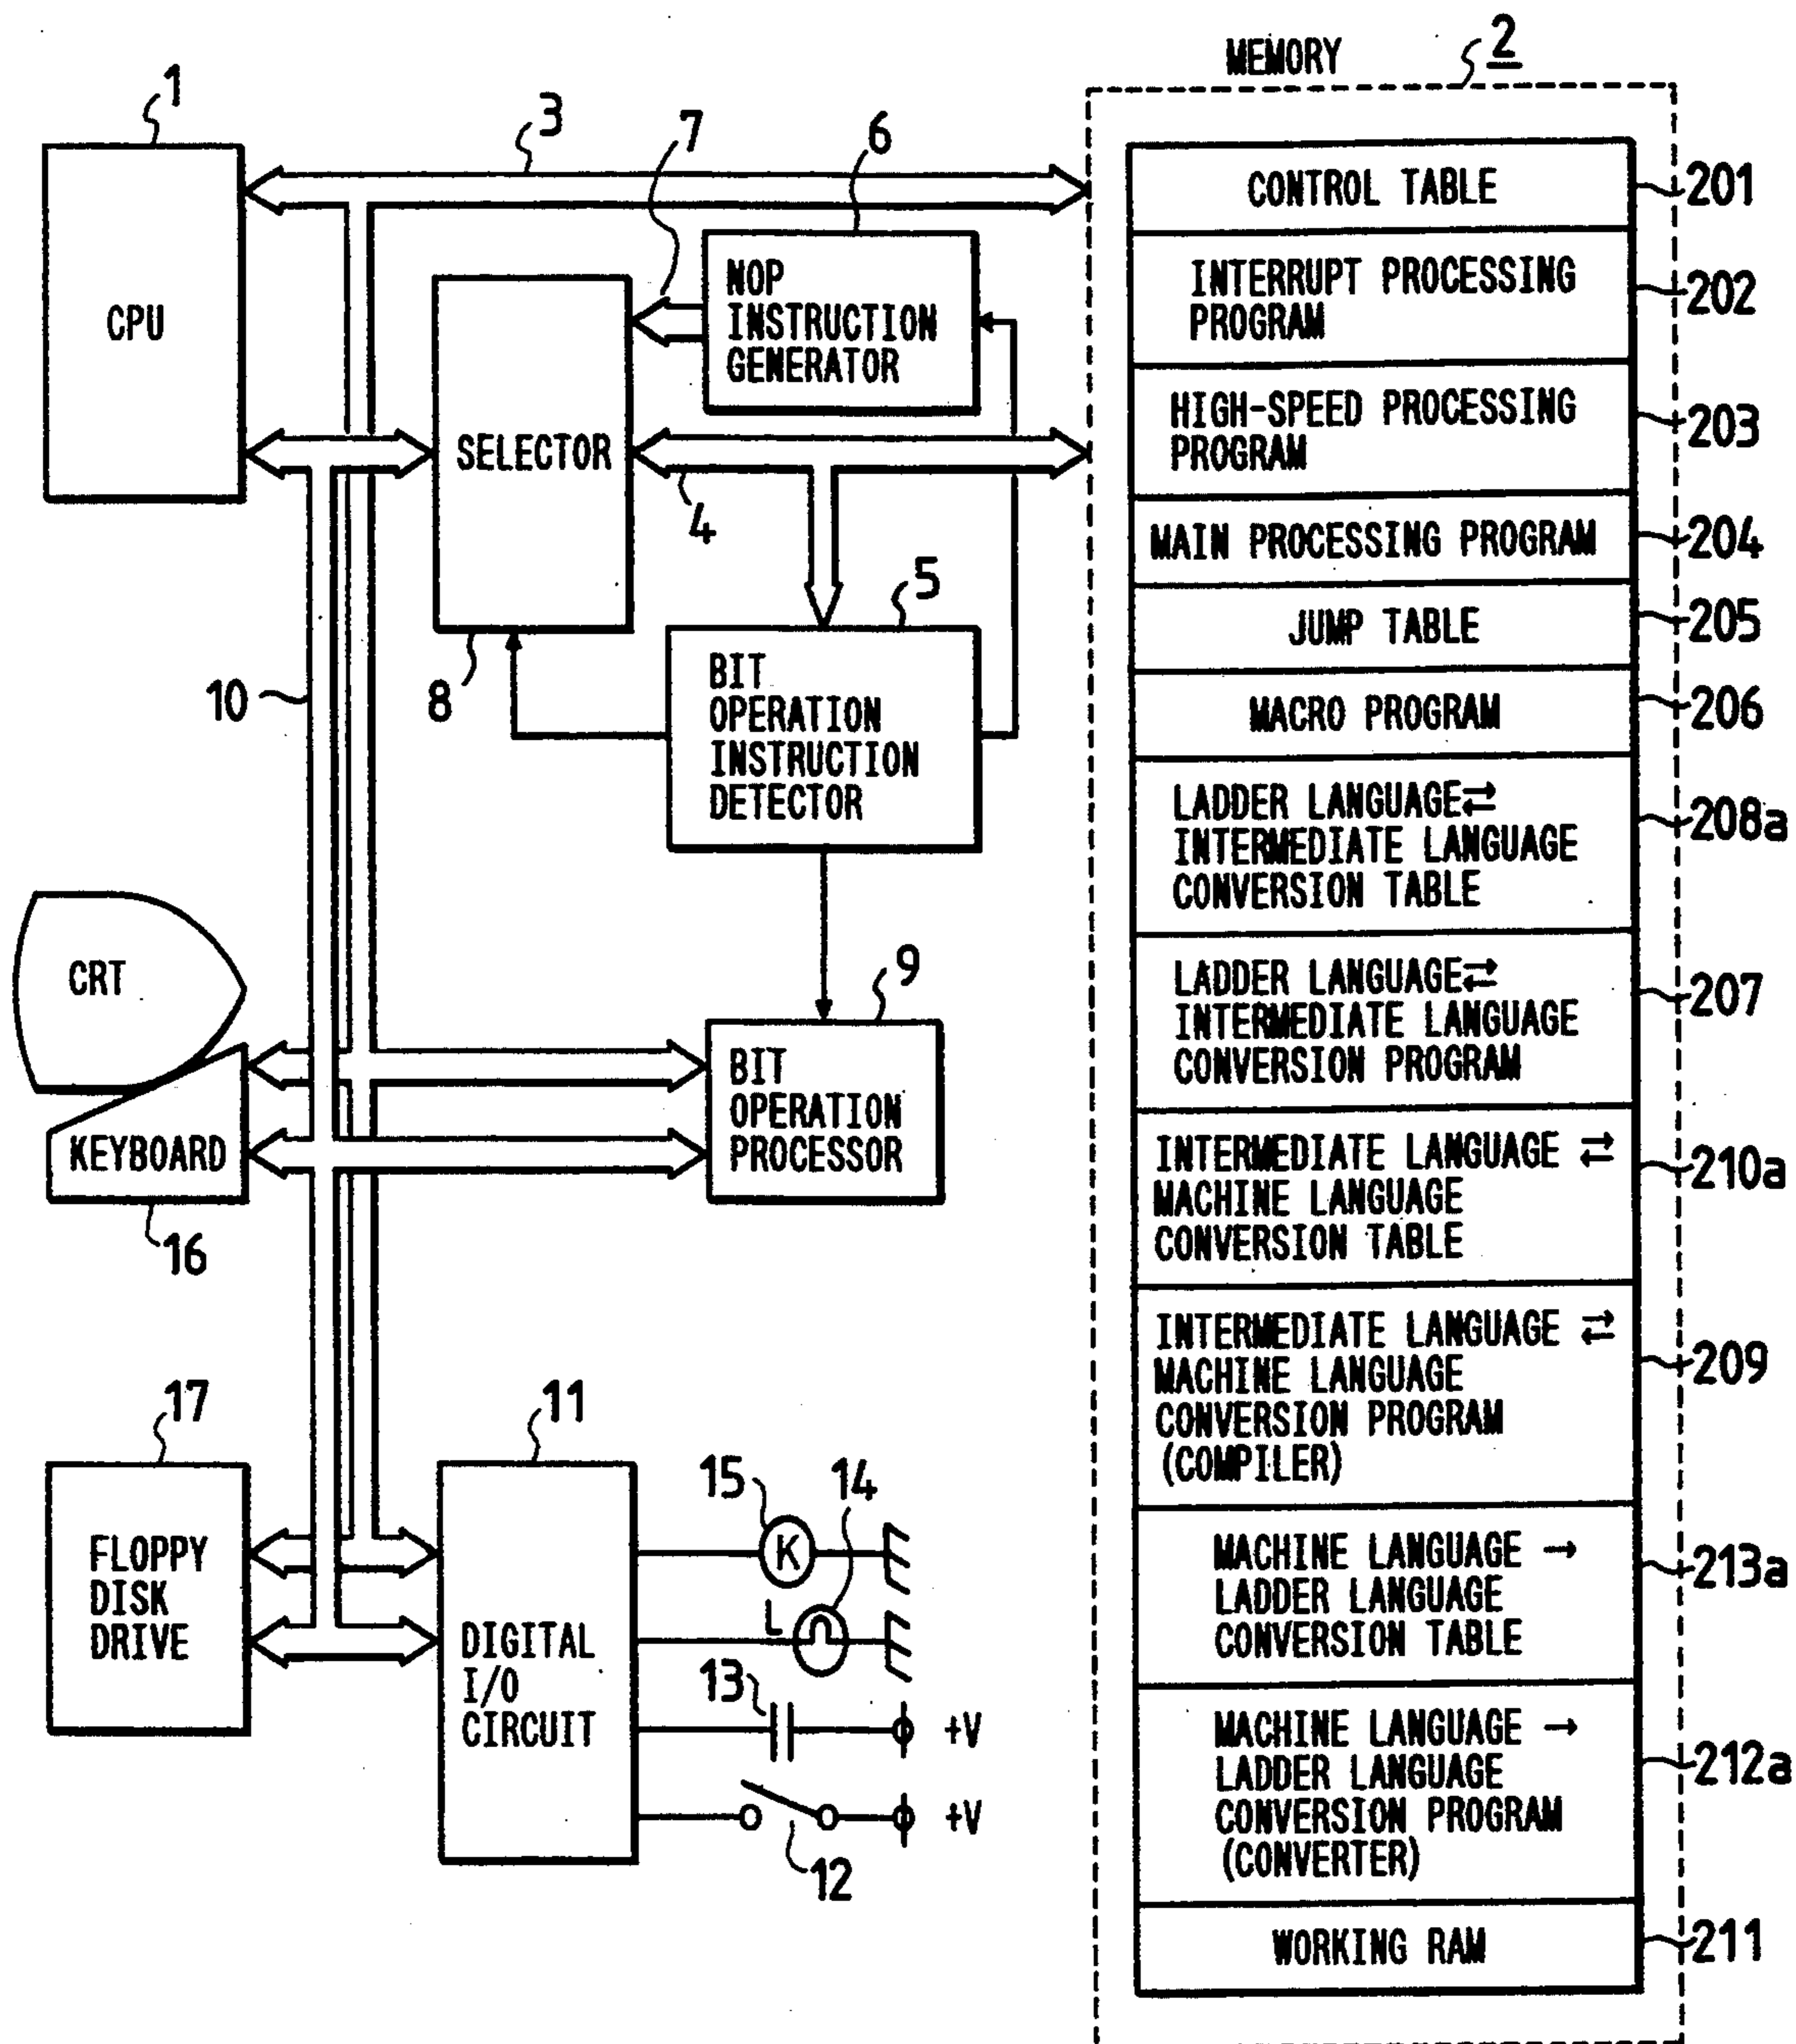 MEMORY
2
1
CPU
3
7
6
NOP
INSTRUCTION
GENERATOR
SELECTOR
8
4
5
BIT
OPERATION
INSTRUCTION
DETECTOR
10
CRT
KEYBOARD
16
9
BIT
OPERATION
PROCESSOR
17
FLOPPY
DISK
DRIVE
11
DIGITAL
I/O
CIRCUIT
15
K
14
L
13
+V
12
+V
CONTROL TABLE
201
INTERRUPT PROCESSING
PROGRAM
202
HIGH-SPEED PROCESSING
PROGRAM
203
MAIN PROCESSING PROGRAM
204
JUMP TABLE
205
MACRO PROGRAM
206
LADDER LANGUAGE⇄
INTERMEDIATE LANGUAGE
CONVERSION TABLE
208a
LADDER LANGUAGE⇄
INTERMEDIATE LANGUAGE
CONVERSION PROGRAM
207
INTERMEDIATE LANGUAGE ⇄
MACHINE LANGUAGE
CONVERSION TABLE
210a
INTERMEDIATE LANGUAGE ⇄
MACHINE LANGUAGE
CONVERSION PROGRAM
(COMPILER)
209
MACHINE LANGUAGE →
LADDER LANGUAGE
CONVERSION TABLE
213a
MACHINE LANGUAGE →
LADDER LANGUAGE
CONVERSION PROGRAM
(CONVERTER)
212a
WORKING RAM
211